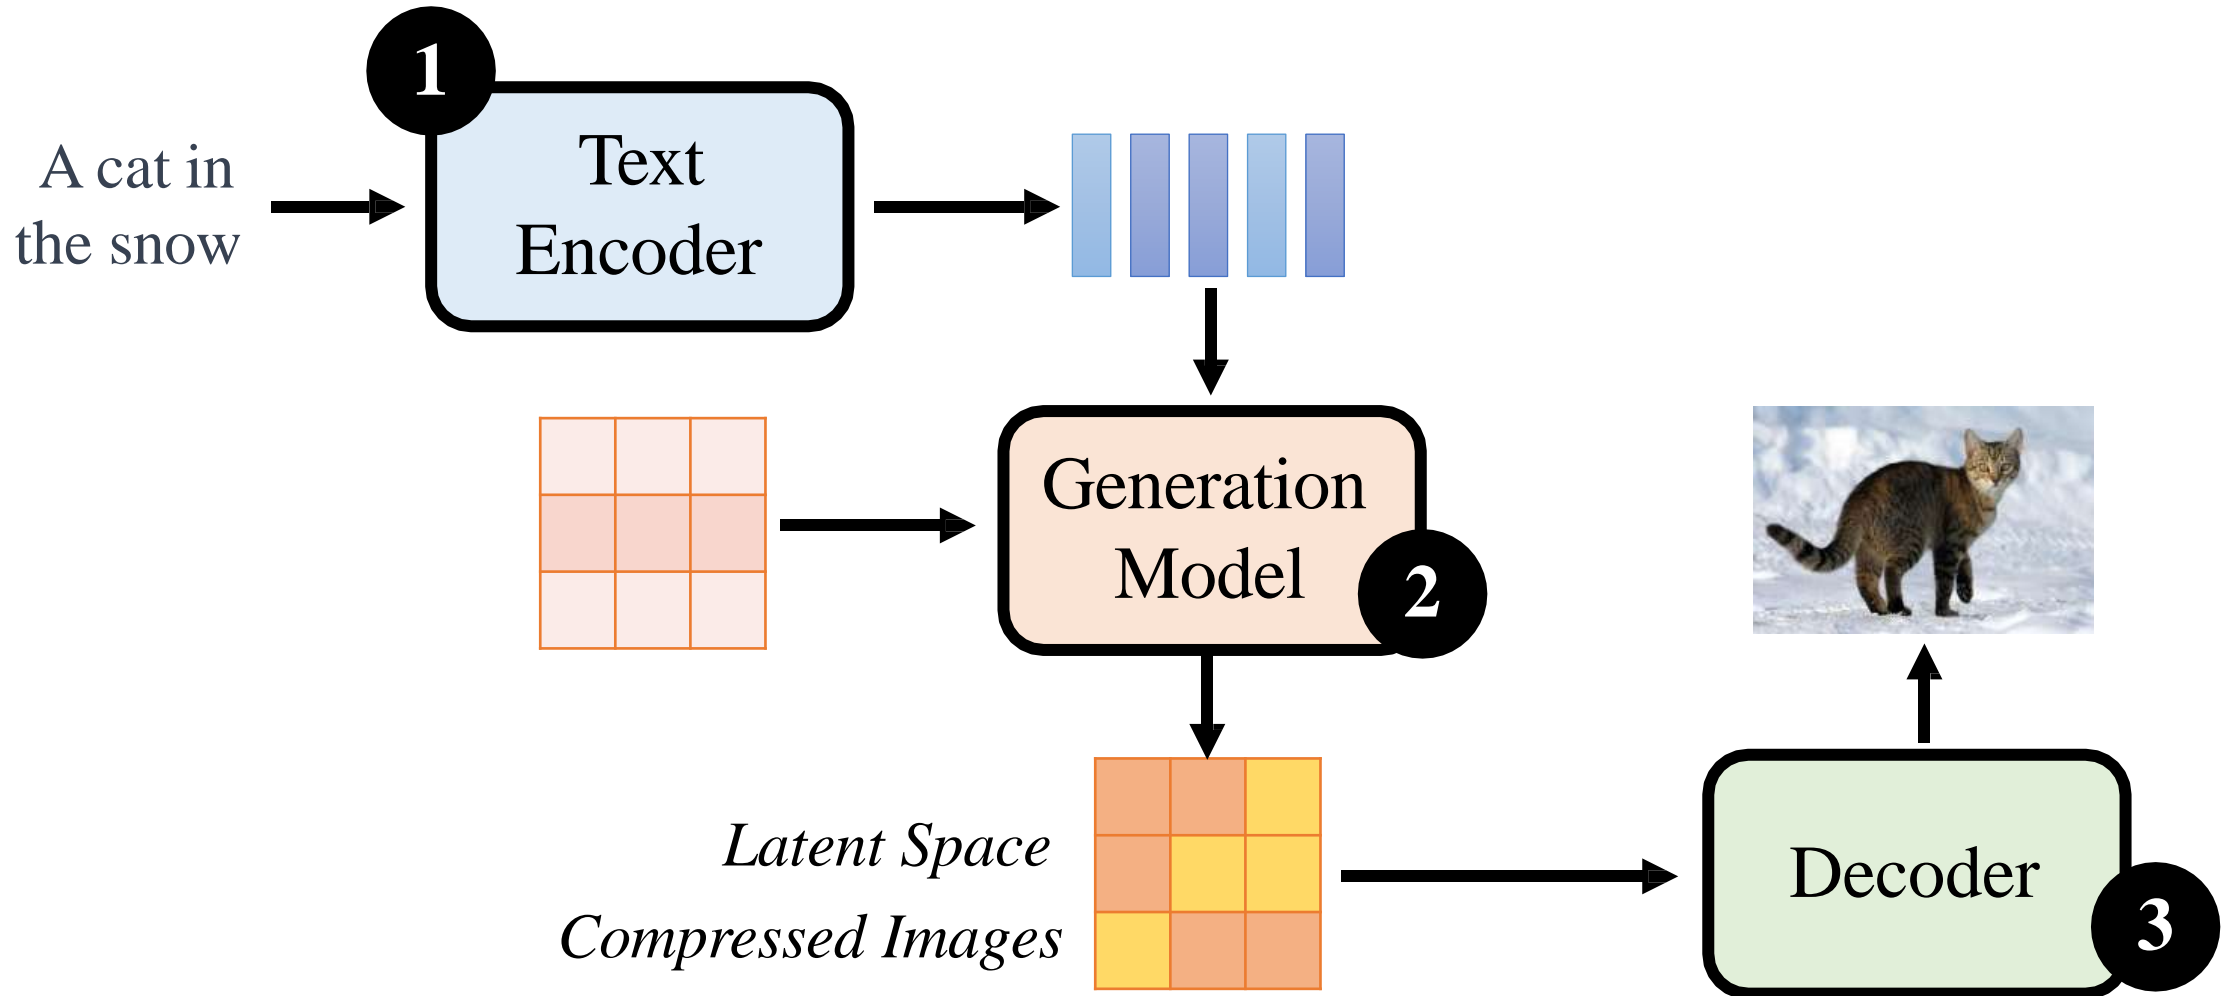 1
A cat in
the snow
Text
Encoder
Generation
Model
2
Latent Space
Compressed Images
Decoder
3